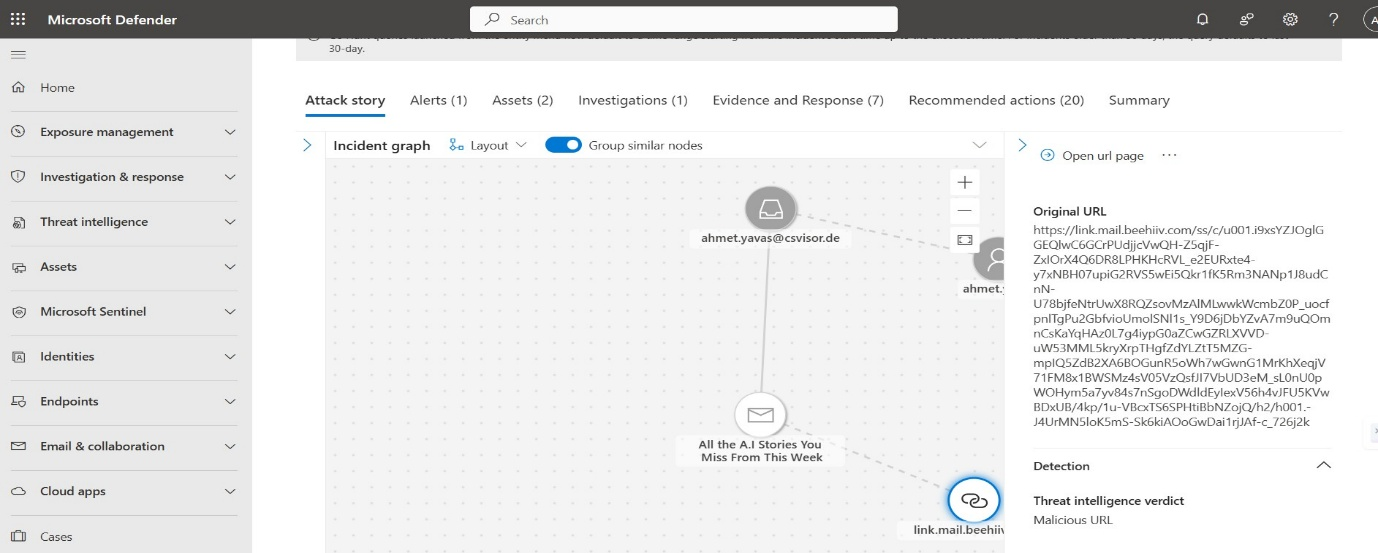 Microsoft Defender
Search
Home
Exposure management
Investigation & response
Threat intelligence
Assets
Microsoft Sentinel
Identities
Endpoints
Email & collaboration
Cloud apps
Cases
30-day.
Attack story
Alerts (1)
Assets (2)
Investigations (1)
Evidence and Response (7)
Recommended actions (20)
Summary
Incident graph
Layout
Group similar nodes
ahmet.yavas@csvisor.de
ahmet.y
All the A.I Stories You
Miss From This Week
link.mail.beehiiv
Open url page
Original URL
https://link.mail.beehiiv.com/ss/c/u001.i9xsYZJOglG
GEQlwC6GCrPUdjjcVwQH-Z5qjF-
ZxIOrX4Q6DR8LPHKHcRVL_e2EURxte4-
y7xNBH07upiG2RVS5wEi5Qkr1fK5Rm3NANp1J8udC
nN-
U78bjfeNtrUwX8RQZsovMzAlMLwwkWcmbZ0P_uocf
pnlTgPu2GbfvioUmolSNl1s_Y9D6jDbYZvA7m9uQOm
nCsKaYqHAz0L7g4iypG0aZCwGZRLXVVD-
uW53MML5kryXrpTHgfZdYLZtT5MZG-
mpIQ5ZdB2XA6BOGunR5oWh7wGwnG1MrKhXeqjV
71FM8x1BWSMz4sV05VzQsfJI7VbUD3eM_sL0nU0p
WOHym5a7yv84s7nSgoDWdIdEyIexV56h4vJFU5KVw
BDxUB/4kp/1u-VBcxTS6SPHtiBbNZojQ/h2/h001.-
J4UrMN5loK5mS-Sk6kiAOoGwDai1rjJAf-c_726j2k
Detection
Threat intelligence verdict
Malicious URL